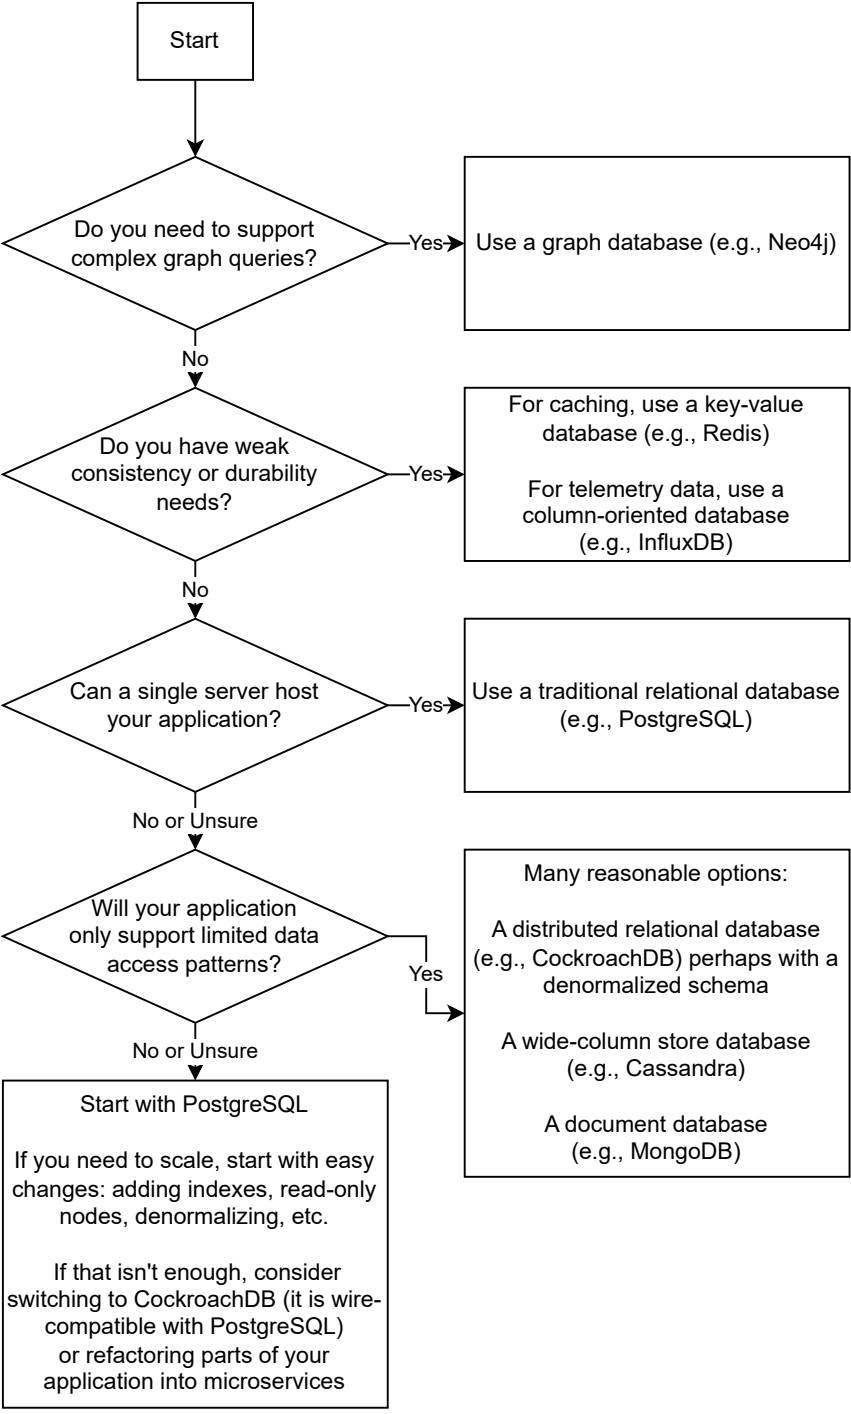 Start
Do you need to support
complex graph queries?
Yes
Use a graph database (e.g., Neo4j)
No
Do you have weak
consistency or durability
needs?
Yes
For caching, use a key-value
database (e.g., Redis)
For telemetry data, use a
column-oriented database
(e.g., InfluxDB)
No
Can a single server host
your application?
Yes
Use a traditional relational database
(e.g., PostgreSQL)
No or Unsure
Will your application
only support limited data
access patterns?
Yes
Many reasonable options:
A distributed relational database
(e.g., CockroachDB) perhaps with a
denormalized schema
A wide-column store database
(e.g., Cassandra)
A document database
(e.g., MongoDB)
No or Unsure
Start with PostgreSQL
If you need to scale, start with easy
changes: adding indexes, read-only
nodes, denormalizing, etc.
If that isn't enough, consider
switching to CockroachDB (it is wire-
compatible with PostgreSQL)
or refactoring parts of your
application into microservices